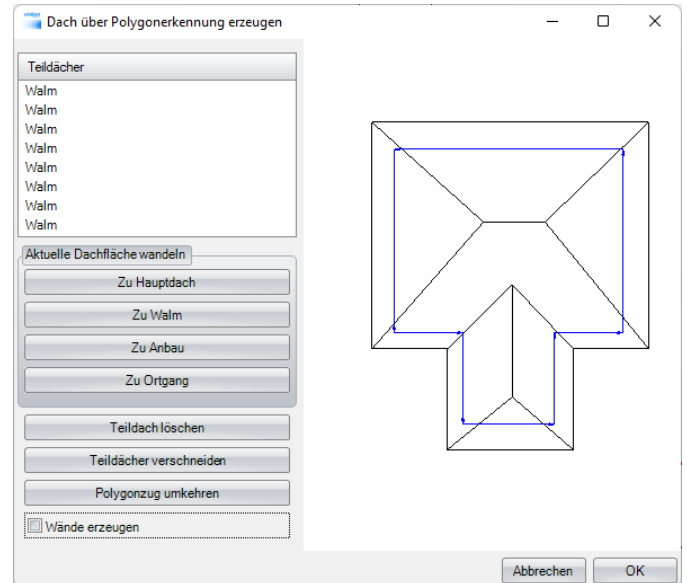 Dach über Polygonerkennung erzeugen
Teildächer
Walm
Walm
Walm
Walm
Walm
Walm
Walm
Walm
Aktuelle Dachfläche wandeln
Zu Hauptdach
Zu Walm
Zu Anbau
Zu Ortgang
Teildach löschen
Teildächer verschneiden
Polygonzug umkehren
Wände erzeugen
Abbrechen
OK